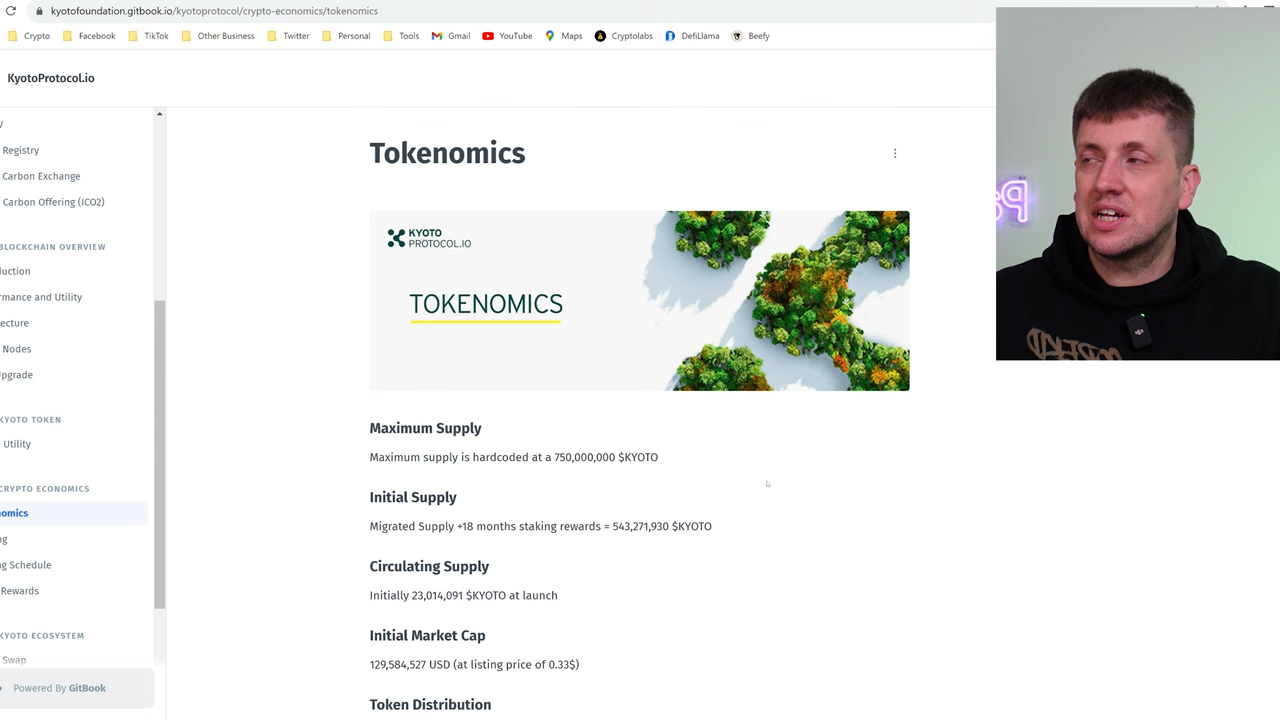 kyotofoundation.gitbook.io/kyotoprotocol/crypto-economics/tokenomics
Crypto Facebook TikTok Other Business Twitter Personal Tools Gmail YouTube Maps Cryptolabs DefiLlama Beefy
KyotoProtocol.io
Registry
Carbon Exchange
Carbon Offering (ICO2)
BLOCKCHAIN OVERVIEW
duction
rmance and Utility
ecture
Nodes
pgrade
KYOTO TOKEN
Utility
CRYPTO ECONOMICS
nomics
ng
ng Schedule
Rewards
KYOTO ECOSYSTEM
Swap
Powered By GitBook
Tokenomics
KYOTO
PROTOCOL.IO
TOKENOMICS
Maximum Supply
Maximum supply is hardcoded at a 750,000,000 $KYOTO
Initial Supply
Migrated Supply +18 months staking rewards = 543,271,930 $KYOTO
Circulating Supply
Initially 23,014,091 $KYOTO at launch
Initial Market Cap
129,584,527 USD (at listing price of 0.33$)
Token Distribution